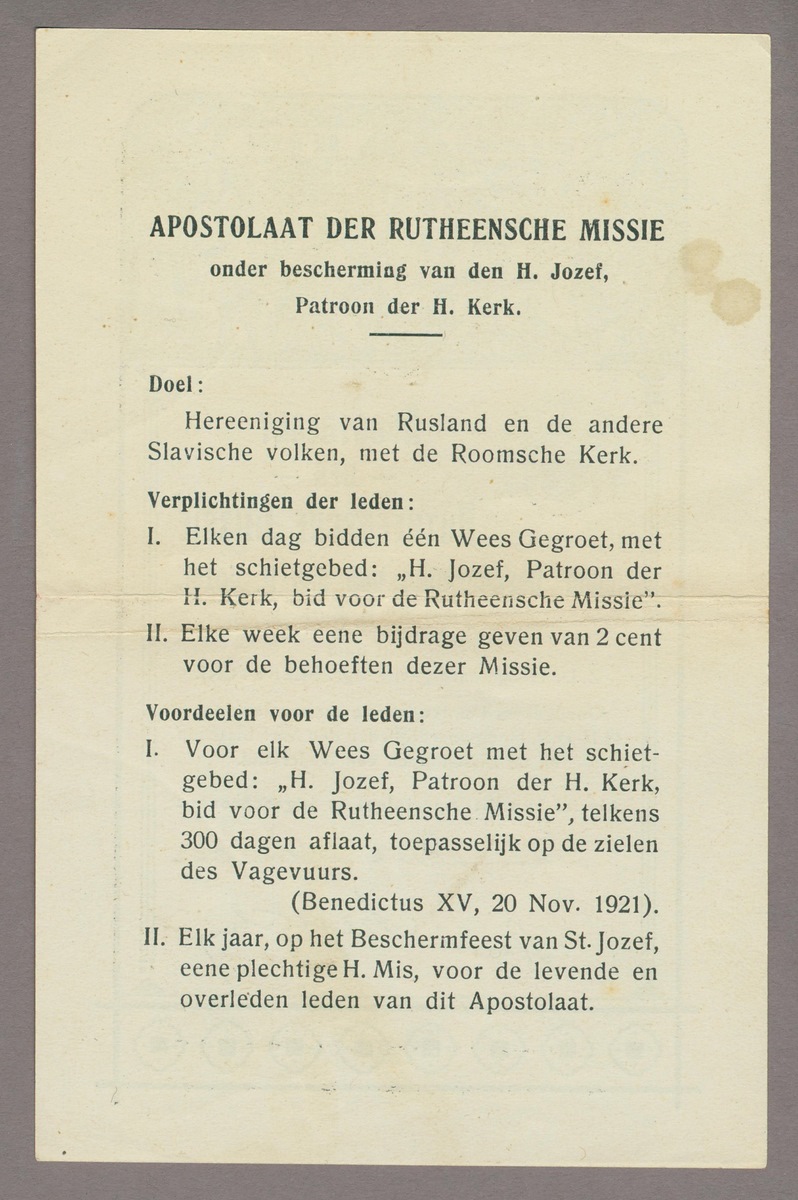 APOSTOLAAT DER RUTHEENSCHE MISSIE
onder bescherming van den H. Jozef,
Patroon der H. Kerk.
Doel:
Hereeniging van Rusland en de andere
Slavische volken, met de Roomsche Kerk.
Verplichtingen der leden:
I. Elken dag bidden één Wees Gegroet, met
het schietgebed: „H. Jozef, Patroon der
H. Kerk, bid voor de Rutheensche Missie”.
II. Elke week eene bijdrage geven van 2 cent
voor de behoeften dezer Missie.
Voordeelen voor de leden:
I. Voor elk Wees Gegroet met het schiet-
gebed: „H. Jozef, Patroon der H. Kerk,
bid voor de Rutheensche Missie”, telkens
300 dagen aflaat, toepasselijk op de zielen
des Vagevuurs.
(Benedictus XV, 20 Nov. 1921).
II. Elk jaar, op het Beschermfeest van St. Jozef,
eene plechtige H. Mis, voor de levende en
overleden leden van dit Apostolaat.